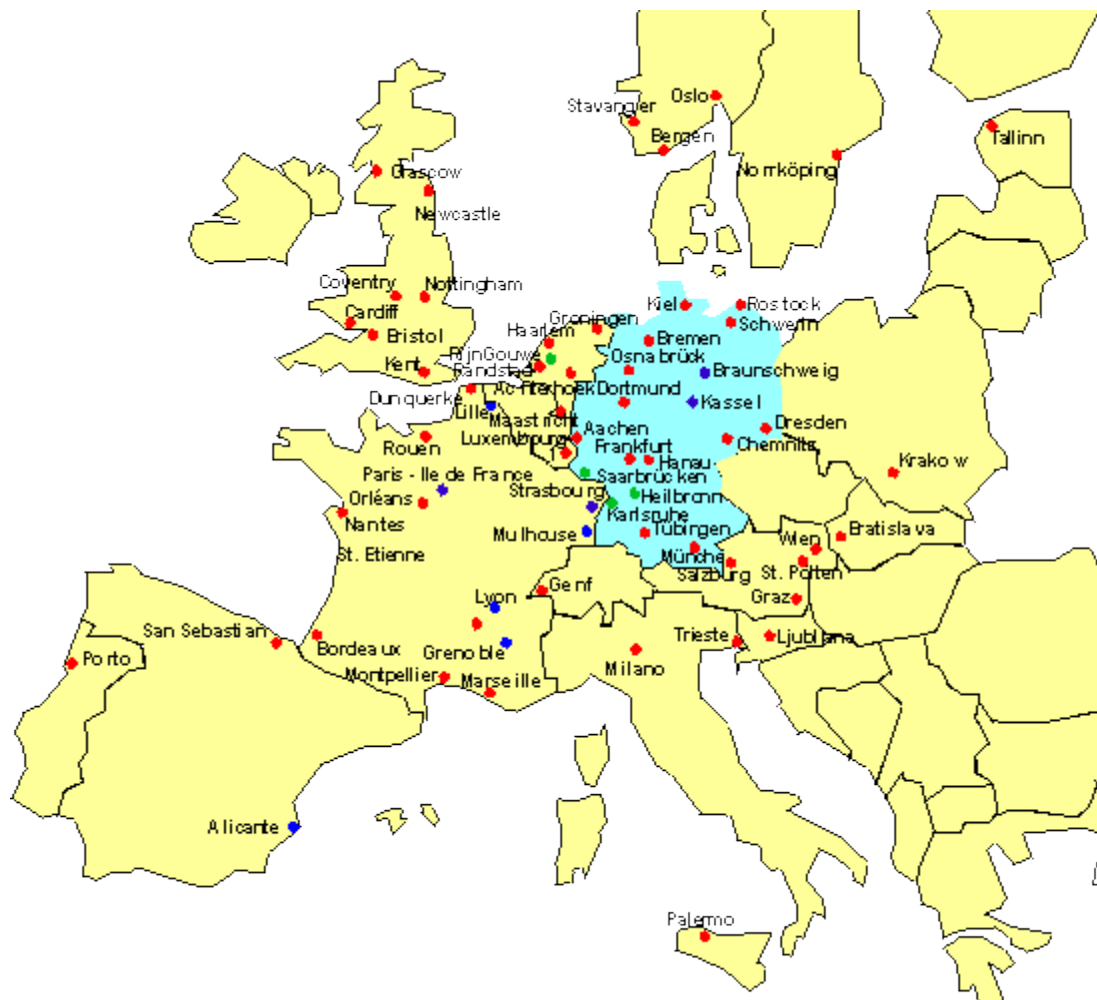 Oslo
Stavanger
Bergen
Tallinn
Norrköping
Glascow
Newcastle
Coventry
Nottingham
Kiel
Rostock
Cardiff
Groningen
Schwerin
Bristol
Haarlem
Bremen
RijnGouwe
Osnabrück
Kent
Randstad
Braunschweig
Dunquerke
Achterhoek
Dortmund
Lille
Kassel
Maastricht
Dresden
Aachen
Luxembourg
Rouen
Frankfurt
Chemnitz
Hanau
Krakow
Paris - Ile de France
Saarbrücken
Strasbourg
Heilbronn
Orléans
Karlsruhe
Nantes
Mulhouse
Tübingen
Bratislava
Wien
St. Etienne
Münche
Salzburg
St. Pölten
Genf
Lyon
Graz
San Sebastian
Bordeaux
Trieste
Ljubljana
Porto
Grenoble
Milano
Montpellier
Marseille
Alicante
Palermo